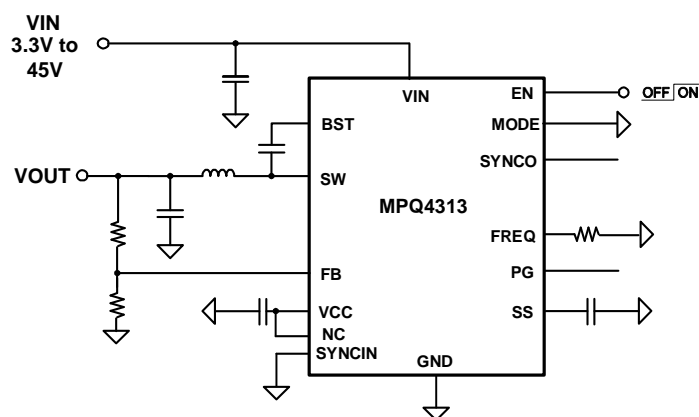 VIN
3.3V to
45V
VIN
EN
OFF ON
BST
MODE
SYNCO
VOUT
SW
MPQ4313
FREQ
FB
PG
VCC
SS
NC
SYNCIN
GND